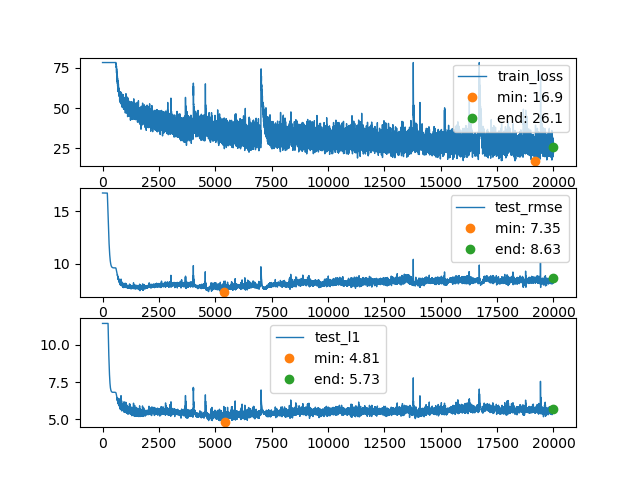 75
50
25
train_loss
min: 16.9
end: 26.1
0 2500 5000 7500 10000 12500 15000 17500 20000
15
10
test_rmse
min: 7.35
end: 8.63
0 2500 5000 7500 10000 12500 15000 17500 20000
10.0
7.5
5.0
test_l1
min: 4.81
end: 5.73
0 2500 5000 7500 10000 12500 15000 17500 20000